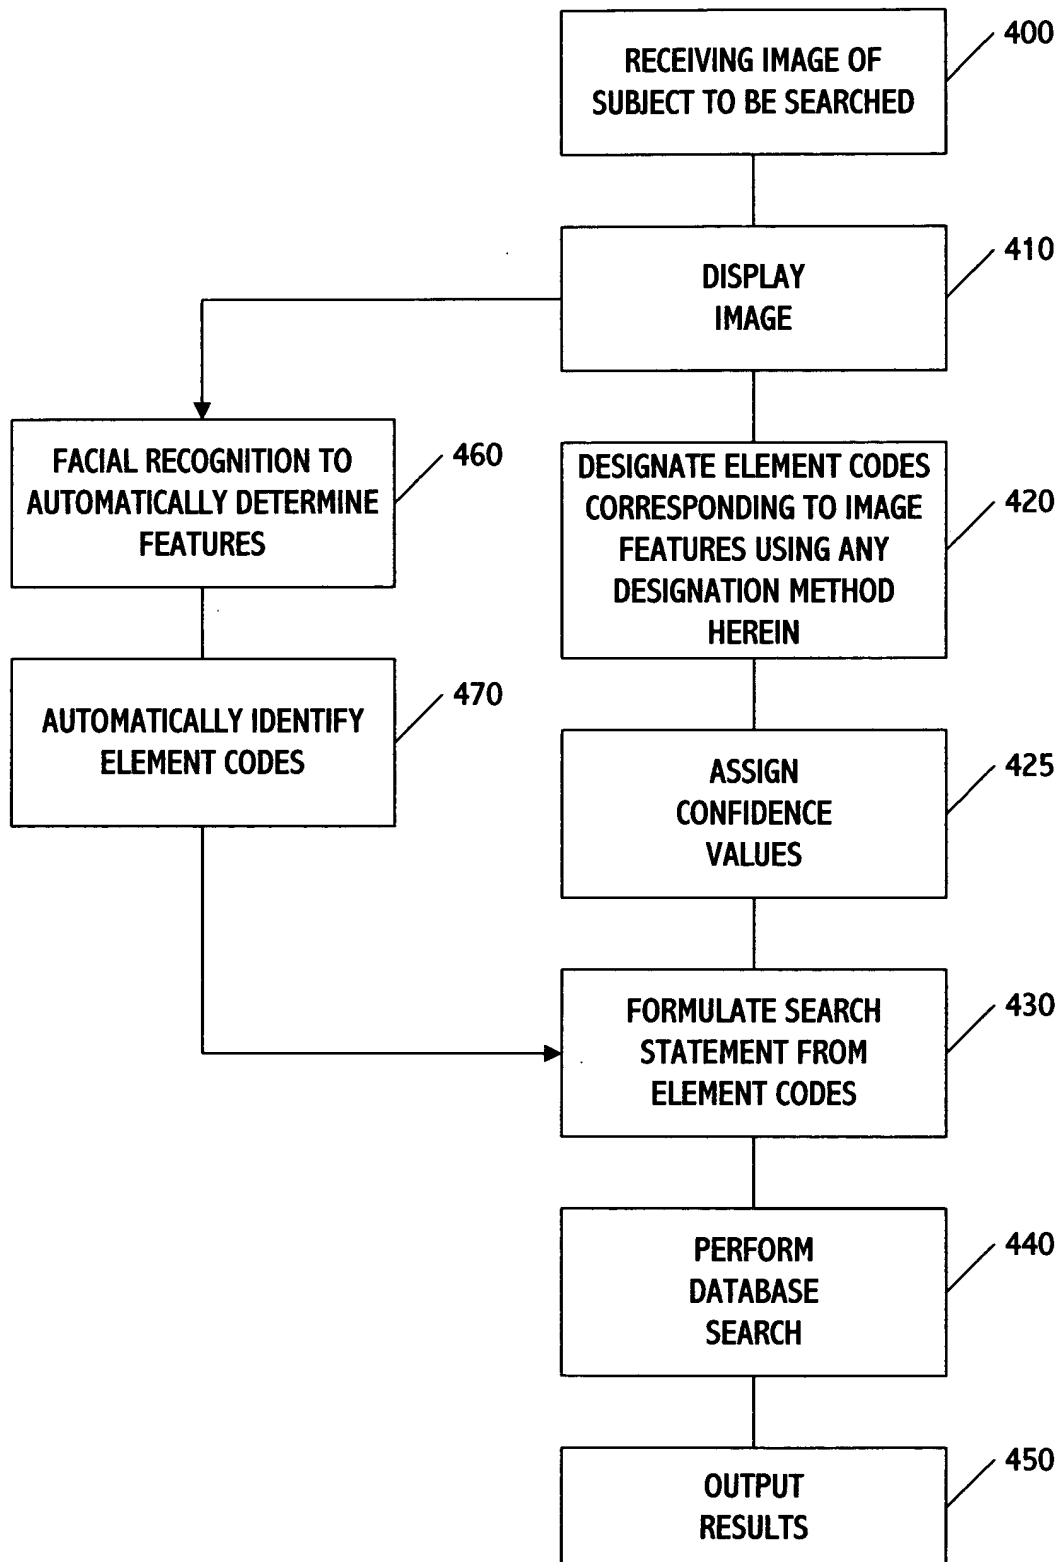 400
RECEIVING IMAGE OF
SUBJECT TO BE SEARCHED
410
DISPLAY
IMAGE
460
FACIAL RECOGNITION TO
AUTOMATICALLY DETERMINE
FEATURES
420
DESIGNATE ELEMENT CODES
CORRESPONDING TO IMAGE
FEATURES USING ANY
DESIGNATION METHOD
HEREIN
470
AUTOMATICALLY IDENTIFY
ELEMENT CODES
425
ASSIGN
CONFIDENCE
VALUES
430
FORMULATE SEARCH
STATEMENT FROM
ELEMENT CODES
440
PERFORM
DATABASE
SEARCH
450
OUTPUT
RESULTS